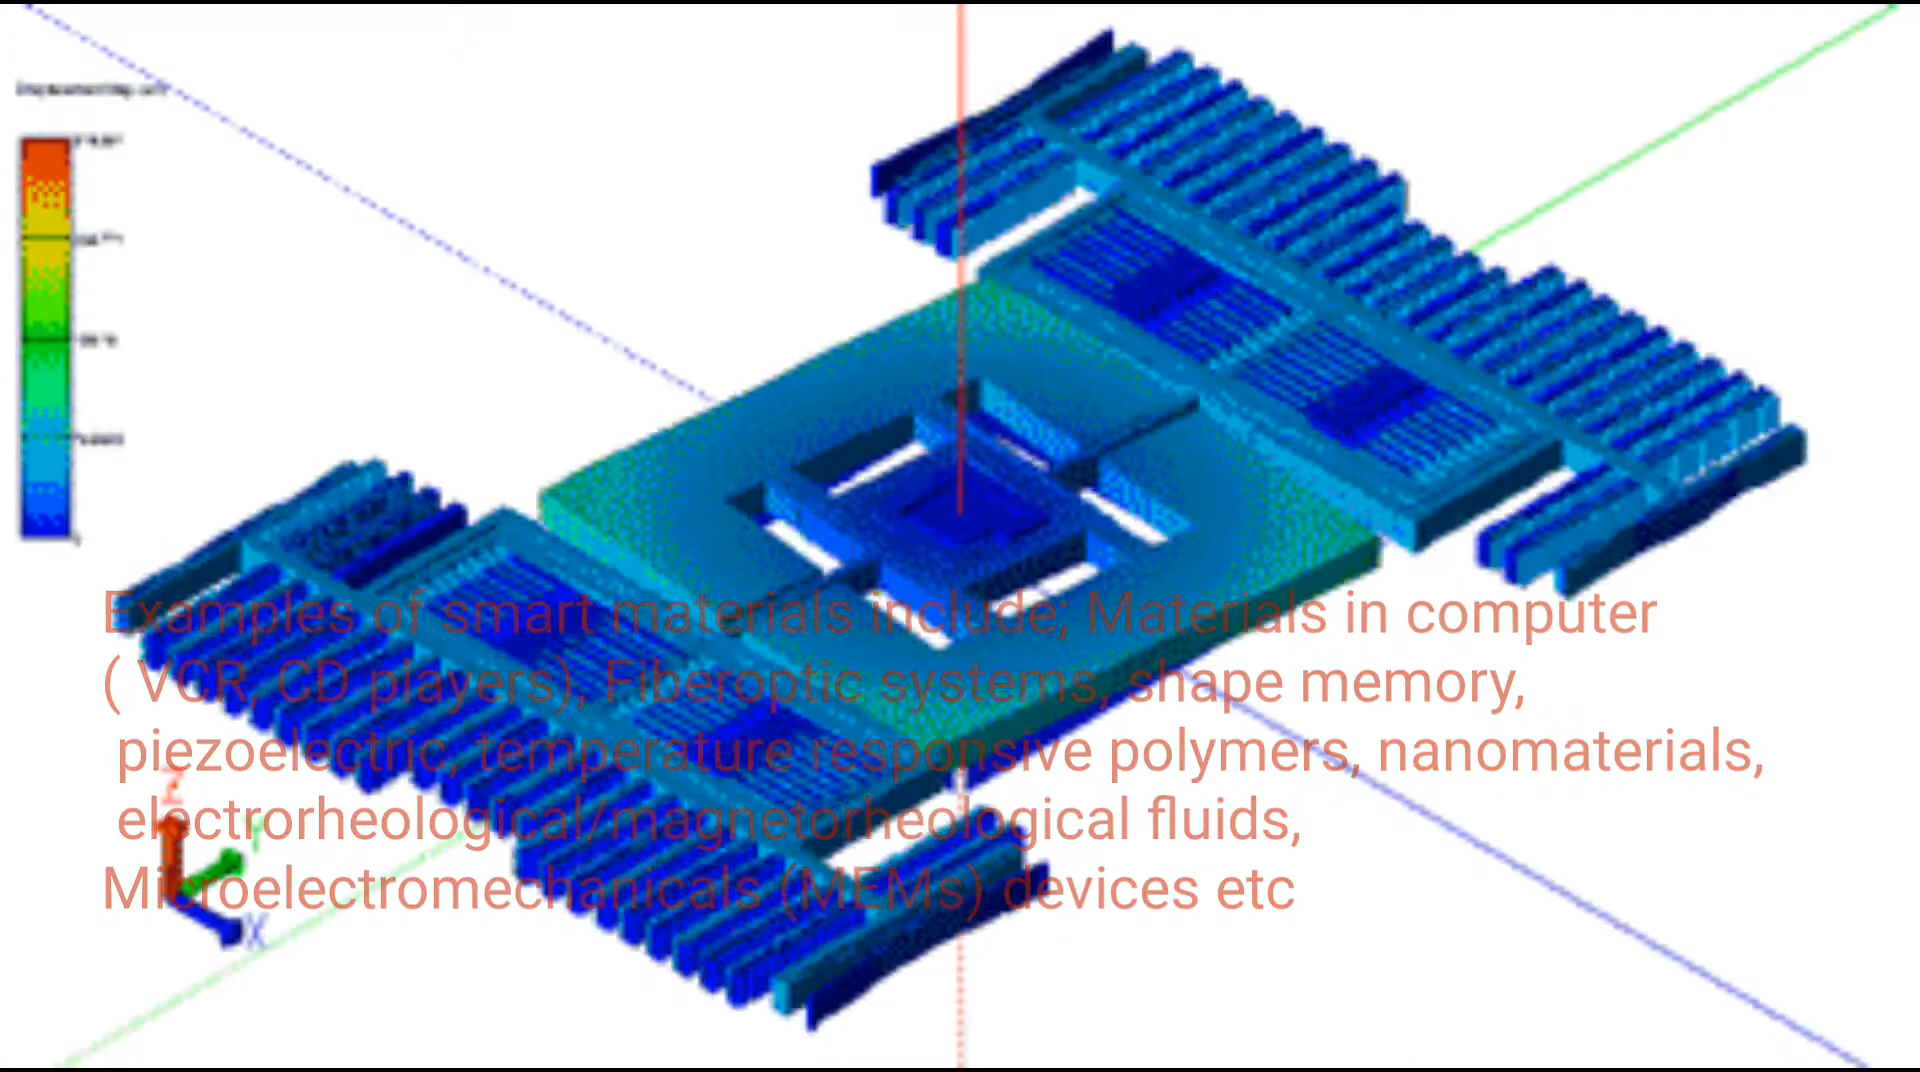 Examples of smart materials include; Materials in computer
( VCR, CD players), Fiberoptic systems, shape memory,
piezoelectric, temperature responsive polymers, nanomaterials,
electrorheological/magnetorheological fluids,
Microelectromechanicals (MEMs) devices etc
Z
Y
X